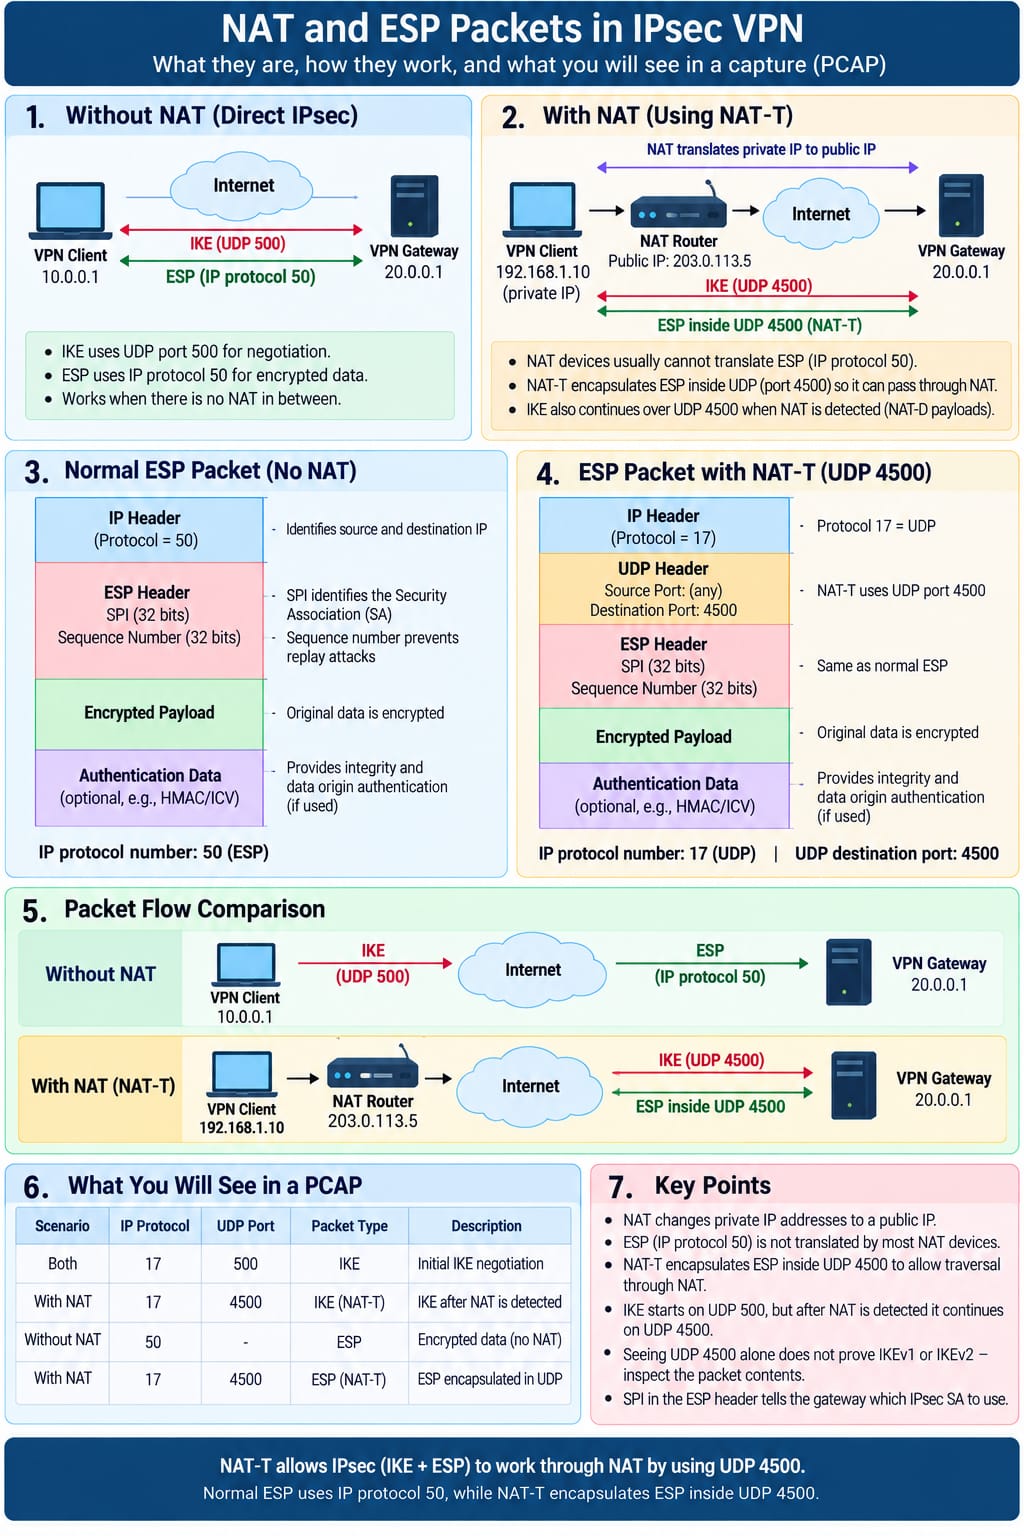 NAT and ESP Packets in IPsec VPN
What they are, how they work, and what you will see in a capture (PCAP)
1. Without NAT (Direct IPsec)
Internet
IKE (UDP 500)
ESP (IP protocol 50)
VPN Client
10.0.0.1
VPN Gateway
20.0.0.1
• IKE uses UDP port 500 for negotiation.
• ESP uses IP protocol 50 for encrypted data.
• Works when there is no NAT in between.
2. With NAT (Using NAT-T)
NAT translates private IP to public IP
Internet
VPN Client
192.168.1.10
(private IP)
NAT Router
Public IP: 203.0.113.5
VPN Gateway
20.0.0.1
IKE (UDP 4500)
ESP inside UDP 4500 (NAT-T)
• NAT devices usually cannot translate ESP (IP protocol 50).
• NAT-T encapsulates ESP inside UDP (port 4500) so it can pass through NAT.
• IKE also continues over UDP 4500 when NAT is detected (NAT-D payloads).
3. Normal ESP Packet (No NAT)
IP Header
(Protocol = 50)
- Identifies source and destination IP
ESP Header
SPI (32 bits)
Sequence Number (32 bits)
- SPI identifies the Security
Association (SA)
- Sequence number prevents
replay attacks
Encrypted Payload
- Original data is encrypted
Authentication Data
(optional, e.g., HMAC/ICV)
- Provides integrity and
data origin authentication
(if used)
IP protocol number: 50 (ESP)
4. ESP Packet with NAT-T (UDP 4500)
IP Header
(Protocol = 17)
- Protocol 17 = UDP
UDP Header
Source Port: (any)
Destination Port: 4500
- NAT-T uses UDP port 4500
ESP Header
SPI (32 bits)
Sequence Number (32 bits)
- Same as normal ESP
Encrypted Payload
- Original data is encrypted
Authentication Data
(optional, e.g., HMAC/ICV)
- Provides integrity and
data origin authentication
(if used)
IP protocol number: 17 (UDP) | UDP destination port: 4500
5. Packet Flow Comparison
Without NAT
VPN Client
10.0.0.1
IKE
(UDP 500)
Internet
ESP
(IP protocol 50)
VPN Gateway
20.0.0.1
With NAT (NAT-T)
VPN Client
192.168.1.10
NAT Router
203.0.113.5
Internet
IKE (UDP 4500)
ESP inside UDP 4500
VPN Gateway
20.0.0.1
6. What You Will See in a PCAP
Scenario IP Protocol UDP Port Packet Type Description
Both 17 500 IKE Initial IKE negotiation
With NAT 17 4500 IKE (NAT-T) IKE after NAT is detected
Without NAT 50 - ESP Encrypted data (no NAT)
With NAT 17 4500 ESP (NAT-T) ESP encapsulated in UDP
7. Key Points
• NAT changes private IP addresses to a public IP.
• ESP (IP protocol 50) is not translated by most NAT devices.
• NAT-T encapsulates ESP inside UDP 4500 to allow traversal
through NAT.
• IKE starts on UDP 500, but after NAT is detected it continues
on UDP 4500.
• Seeing UDP 4500 alone does not prove IKEv1 or IKEv2 –
inspect the packet contents.
• SPI in the ESP header tells the gateway which IPsec SA to use.
NAT-T allows IPsec (IKE + ESP) to work through NAT by using UDP 4500.
Normal ESP uses IP protocol 50, while NAT-T encapsulates ESP inside UDP 4500.